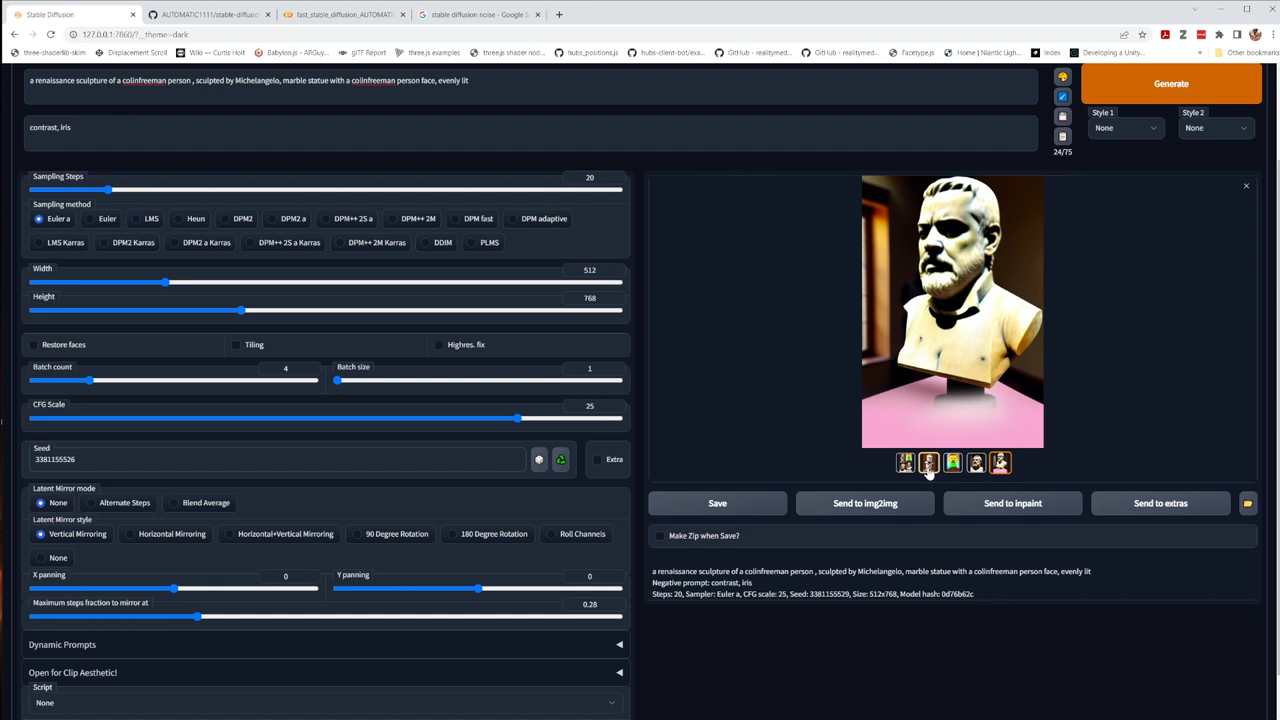 Stable Diffusion
AUTOMATIC1111/stable-diffusion
fast_stable_diffusion_AUTOMATI
stable diffusion noise - Google S
127.0.0.1:7860/?__theme=dark
three-shaderlib-skim
Displacement Scroll
Wiki — Curtis Holt
Babylon.js – ARGuy...
glTF Report
three.js examples
three.js shader nod...
hubs_positions.js
hubs-client-bot/exa...
GitHub - realitymed...
GitHub - realitymed...
Facetype.js
Home | Niantic Ligh...
Index
Developing a Unity...
»
Other bookmarks
a renaissance sculpture of a colinfreeman person , sculpted by Michelangelo, marble statue with a colinfreeman person face, evenly lit
contrast, iris
Generate
Style 1
Style 2
None
None
24/75
Sampling Steps
20
Sampling method
Euler a
Euler
LMS
Heun
DPM2
DPM2 a
DPM++ 2S a
DPM++ 2M
DPM fast
DPM adaptive
LMS Karras
DPM2 Karras
DPM2 a Karras
DPM++ 2S a Karras
DPM++ 2M Karras
DDIM
PLMS
Width
512
Height
768
Restore faces
Tiling
Highres. fix
Batch count
4
Batch size
1
CFG Scale
25
Seed
3381155526
Extra
Latent Mirror mode
None
Alternate Steps
Blend Average
Latent Mirror style
Vertical Mirroring
Horizontal Mirroring
Horizontal+Vertical Mirroring
90 Degree Rotation
180 Degree Rotation
Roll Channels
None
X panning
0
Y panning
0
Maximum steps fraction to mirror at
0.28
Dynamic Prompts
Open for Clip Aesthetic!
Script
None
Save
Send to img2img
Send to inpaint
Send to extras
Make Zip when Save?
a renaissance sculpture of a colinfreeman person , sculpted by Michelangelo, marble statue with a colinfreeman person face, evenly lit
Negative prompt: contrast, iris
Steps: 20, Sampler: Euler a, CFG scale: 25, Seed: 3381155529, Size: 512x768, Model hash: 0d76b62c